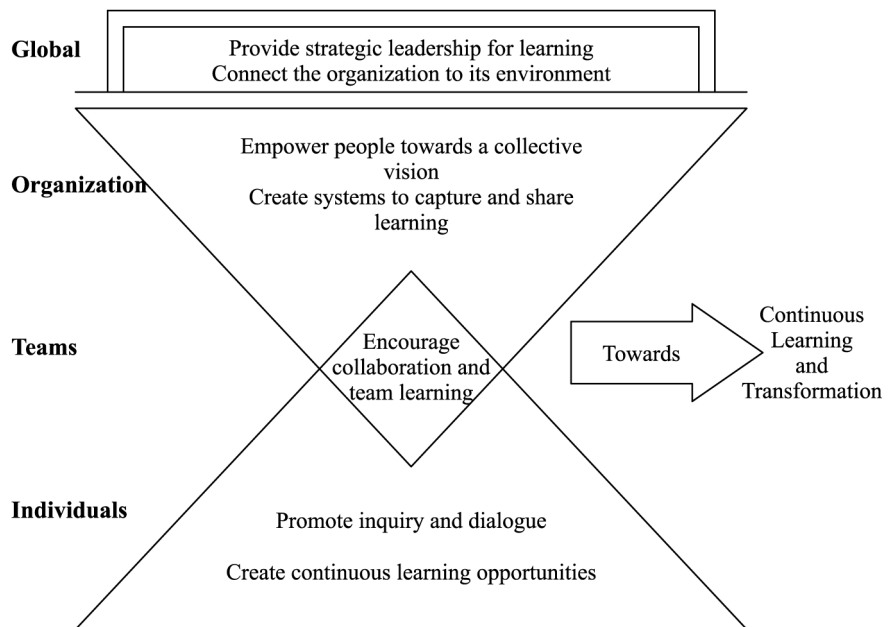 Global
Provide strategic leadership for learning
Connect the organization to its environment
Organization
Empower people towards a collective
vision
Create systems to capture and share
learning
Teams
Encourage
collaboration and
team learning
Towards
Continuous
Learning
and
Transformation
Individuals
Promote inquiry and dialogue
Create continuous learning opportunities